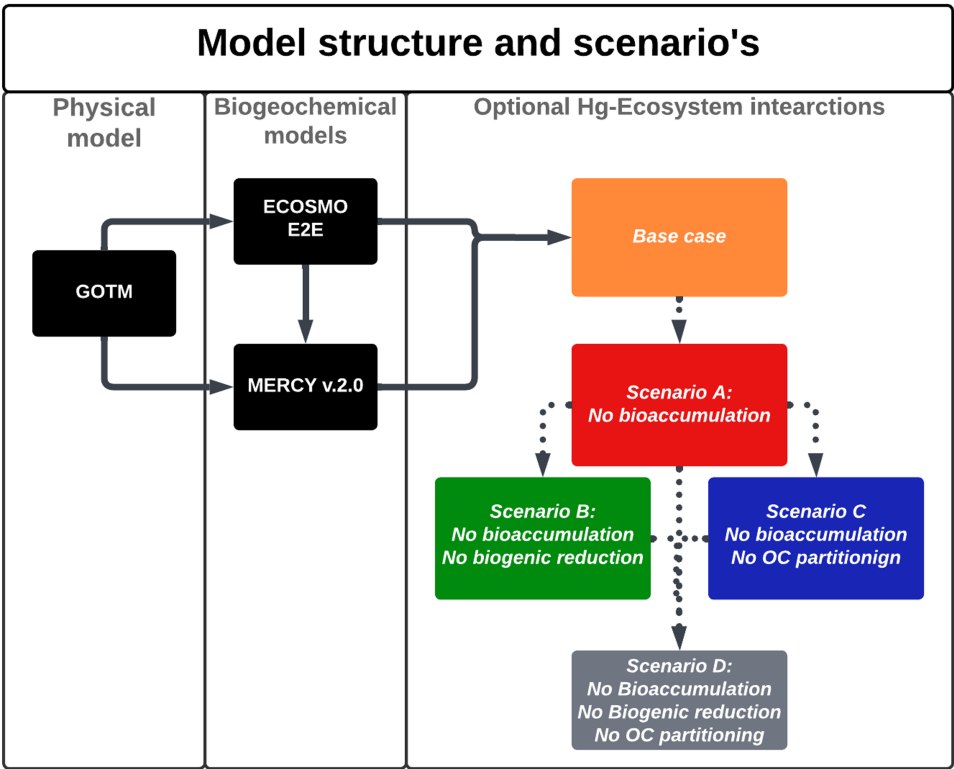 Model structure and scenario's
Physical
model
Biogeochemical
models
Optional Hg-Ecosystem intearctions
GOTM
ECOSMO
E2E
MERCY v.2.0
Base case
Scenario A:
No bioaccumulation
Scenario B:
No bioaccumulation
No biogenic reduction
Scenario C
No bioaccumulation
No OC partitionign
Scenario D:
No Bioaccumulation
No Biogenic reduction
No OC partitioning